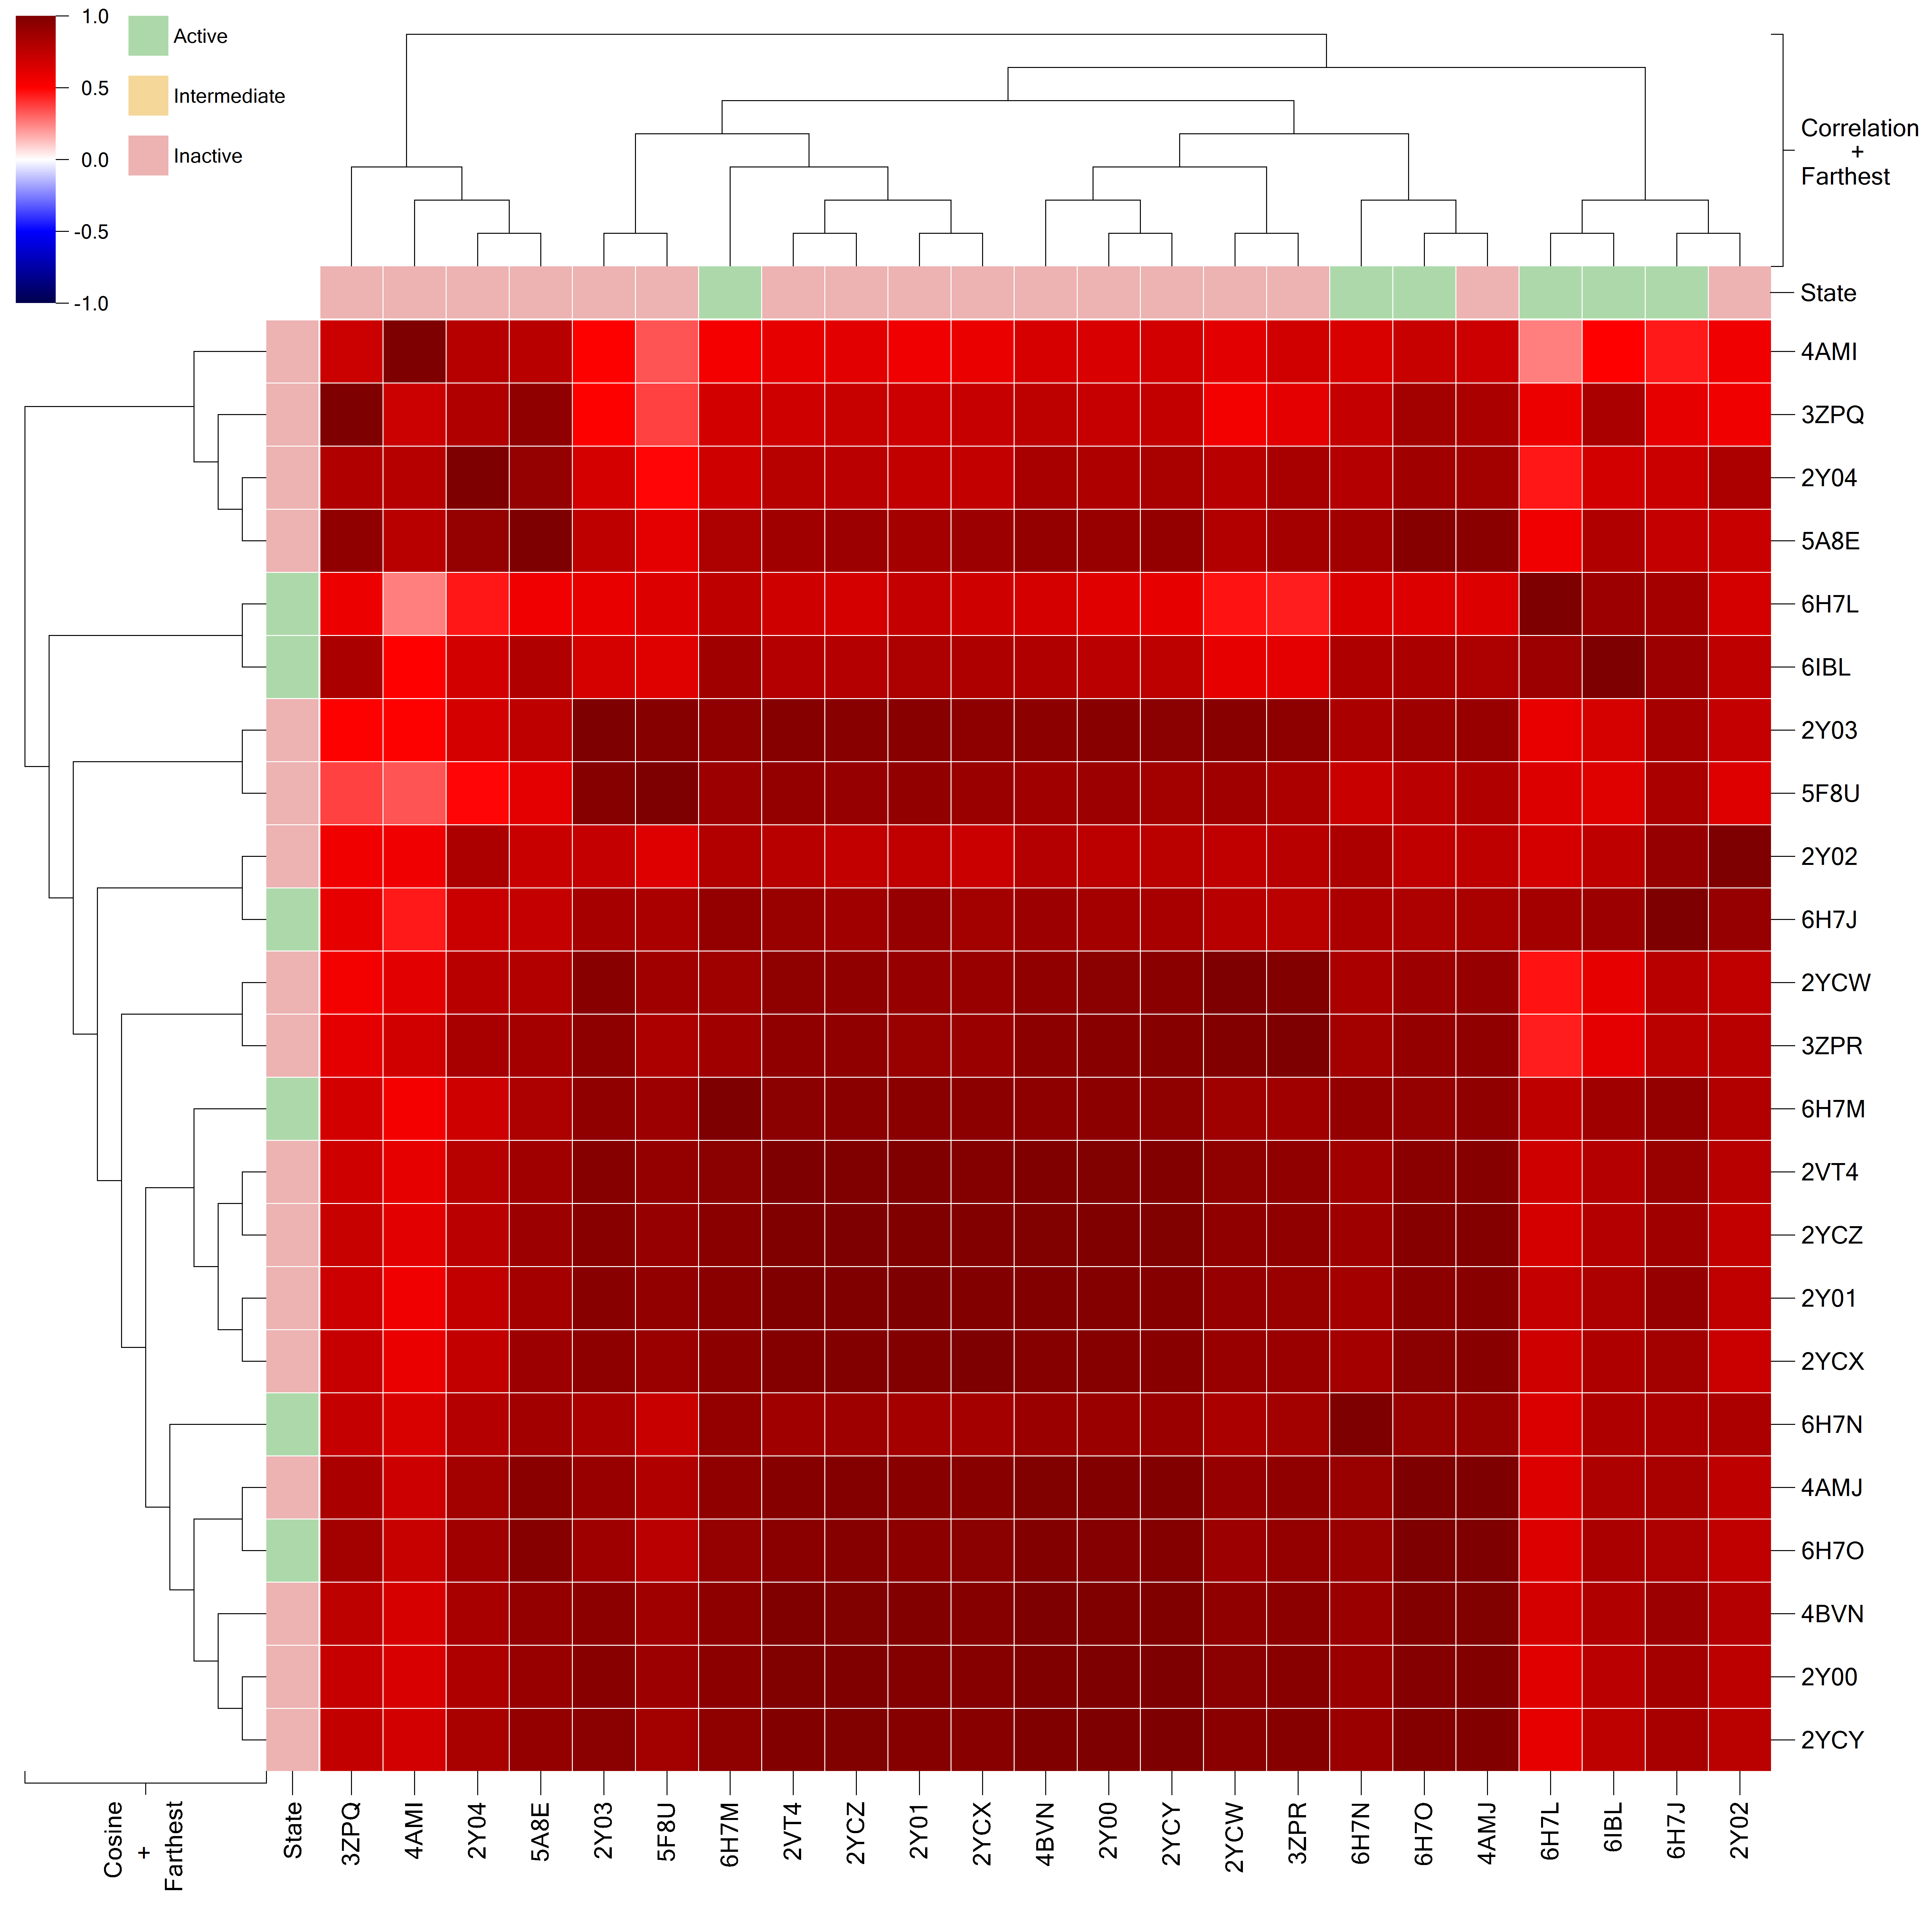 1.0
0.5
0.0
-0.5
-1.0
Active
Intermediate
Inactive
Correlation
+
Farthest
State
4AMI
3ZPQ
2Y04
5A8E
6H7L
6IBL
2Y03
5F8U
2Y02
6H7J
2YCW
3ZPR
6H7M
2VT4
2YCZ
2Y01
2YCX
6H7N
4AMJ
6H7O
4BVN
2Y00
2YCY
Cosine
+
Farthest
State
3ZPQ
4AMI
2Y04
5A8E
2Y03
5F8U
6H7M
2VT4
2YCZ
2Y01
2YCX
4BVN
2Y00
2YCY
2YCW
3ZPR
6H7N
6H7O
4AMJ
6H7L
6IBL
6H7J
2Y02